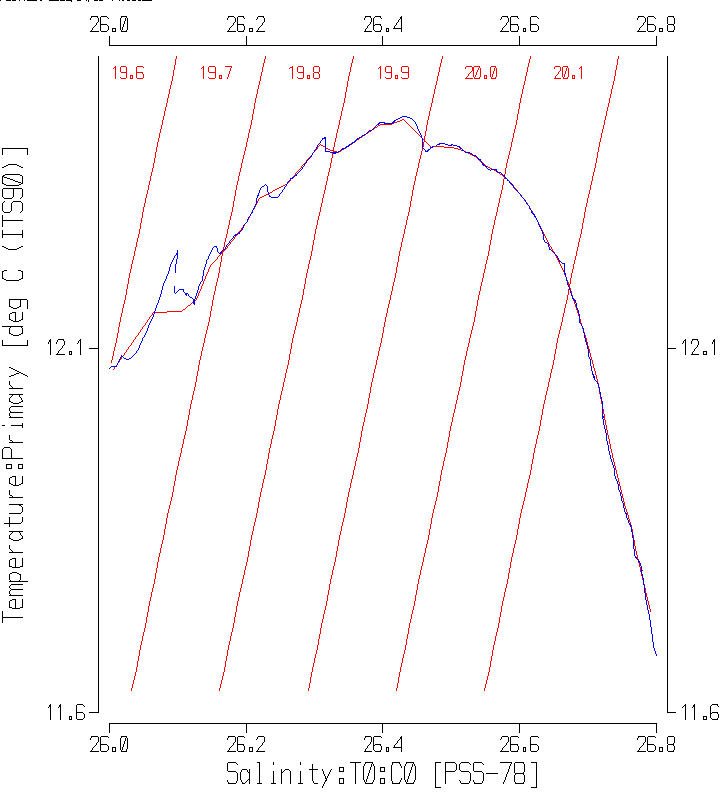 26.0 26.2 26.4 26.6 26.8
19.6 19.7 19.8 19.9 20.0 20.1
Temperature:Primary [deg C (ITS90)]
12.1 12.1
11.6 11.6
26.0 26.2 26.4 26.6 26.8
Salinity:T0:C0 [PSS-78]